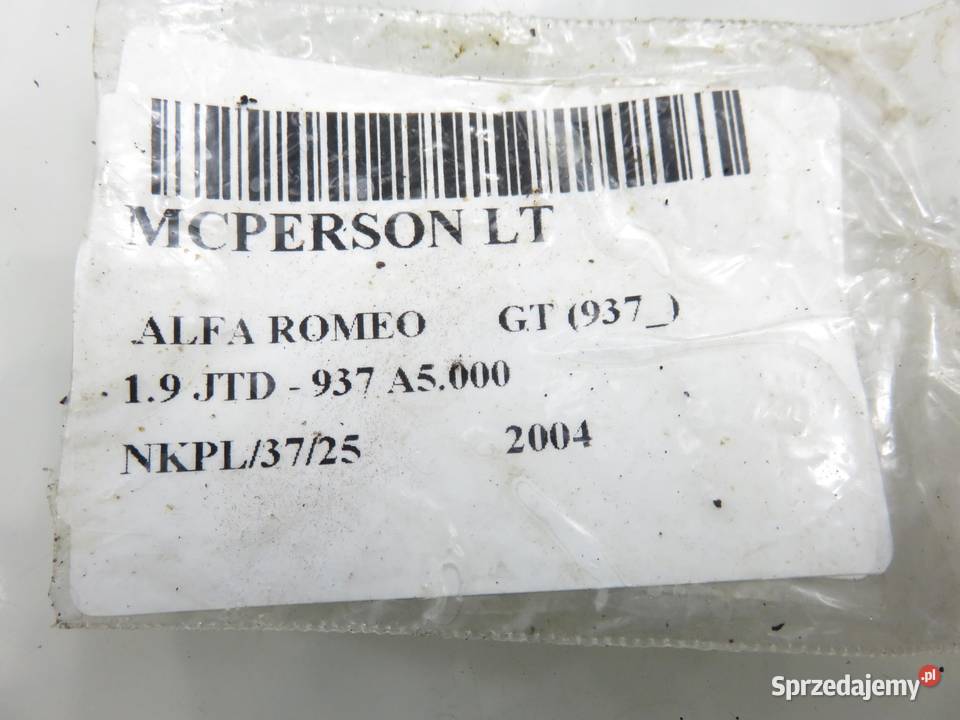 MCPERSON LT
ALFA ROMEO GT (937_)
1.9 JTD - 937 A5.000
NKPL/37/25 2004
Sprzedajemy.pl